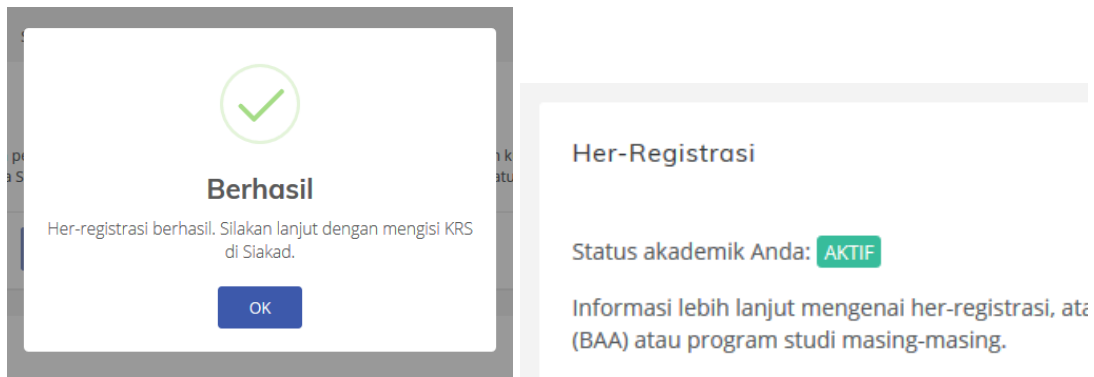 Berhasil
Her-registrasi berhasil. Silakan lanjut dengan mengisi KRS
di Siakad.
OK
Her-Registrasi
Status akademik Anda: AKTIF
Informasi lebih lanjut mengenai her-registrasi, ata
(BAA) atau program studi masing-masing.